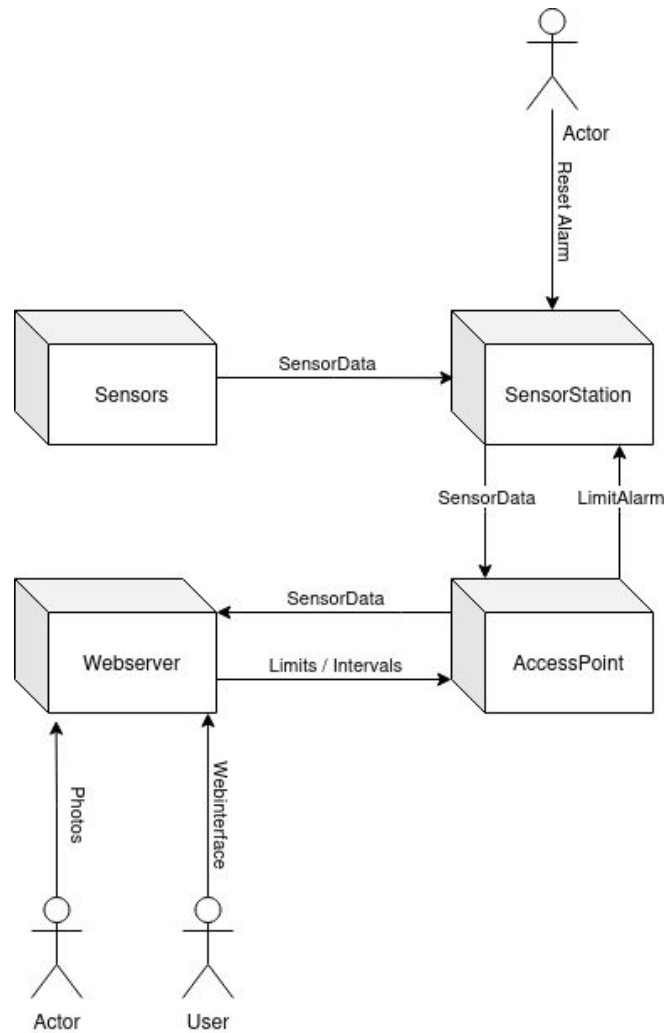 Actor
Reset Alarm
Sensors
SensorData
SensorStation
SensorData
LimitAlarm
SensorData
Webserver
Limits / Intervals
AccessPoint
Photos
Webinterface
Actor
User